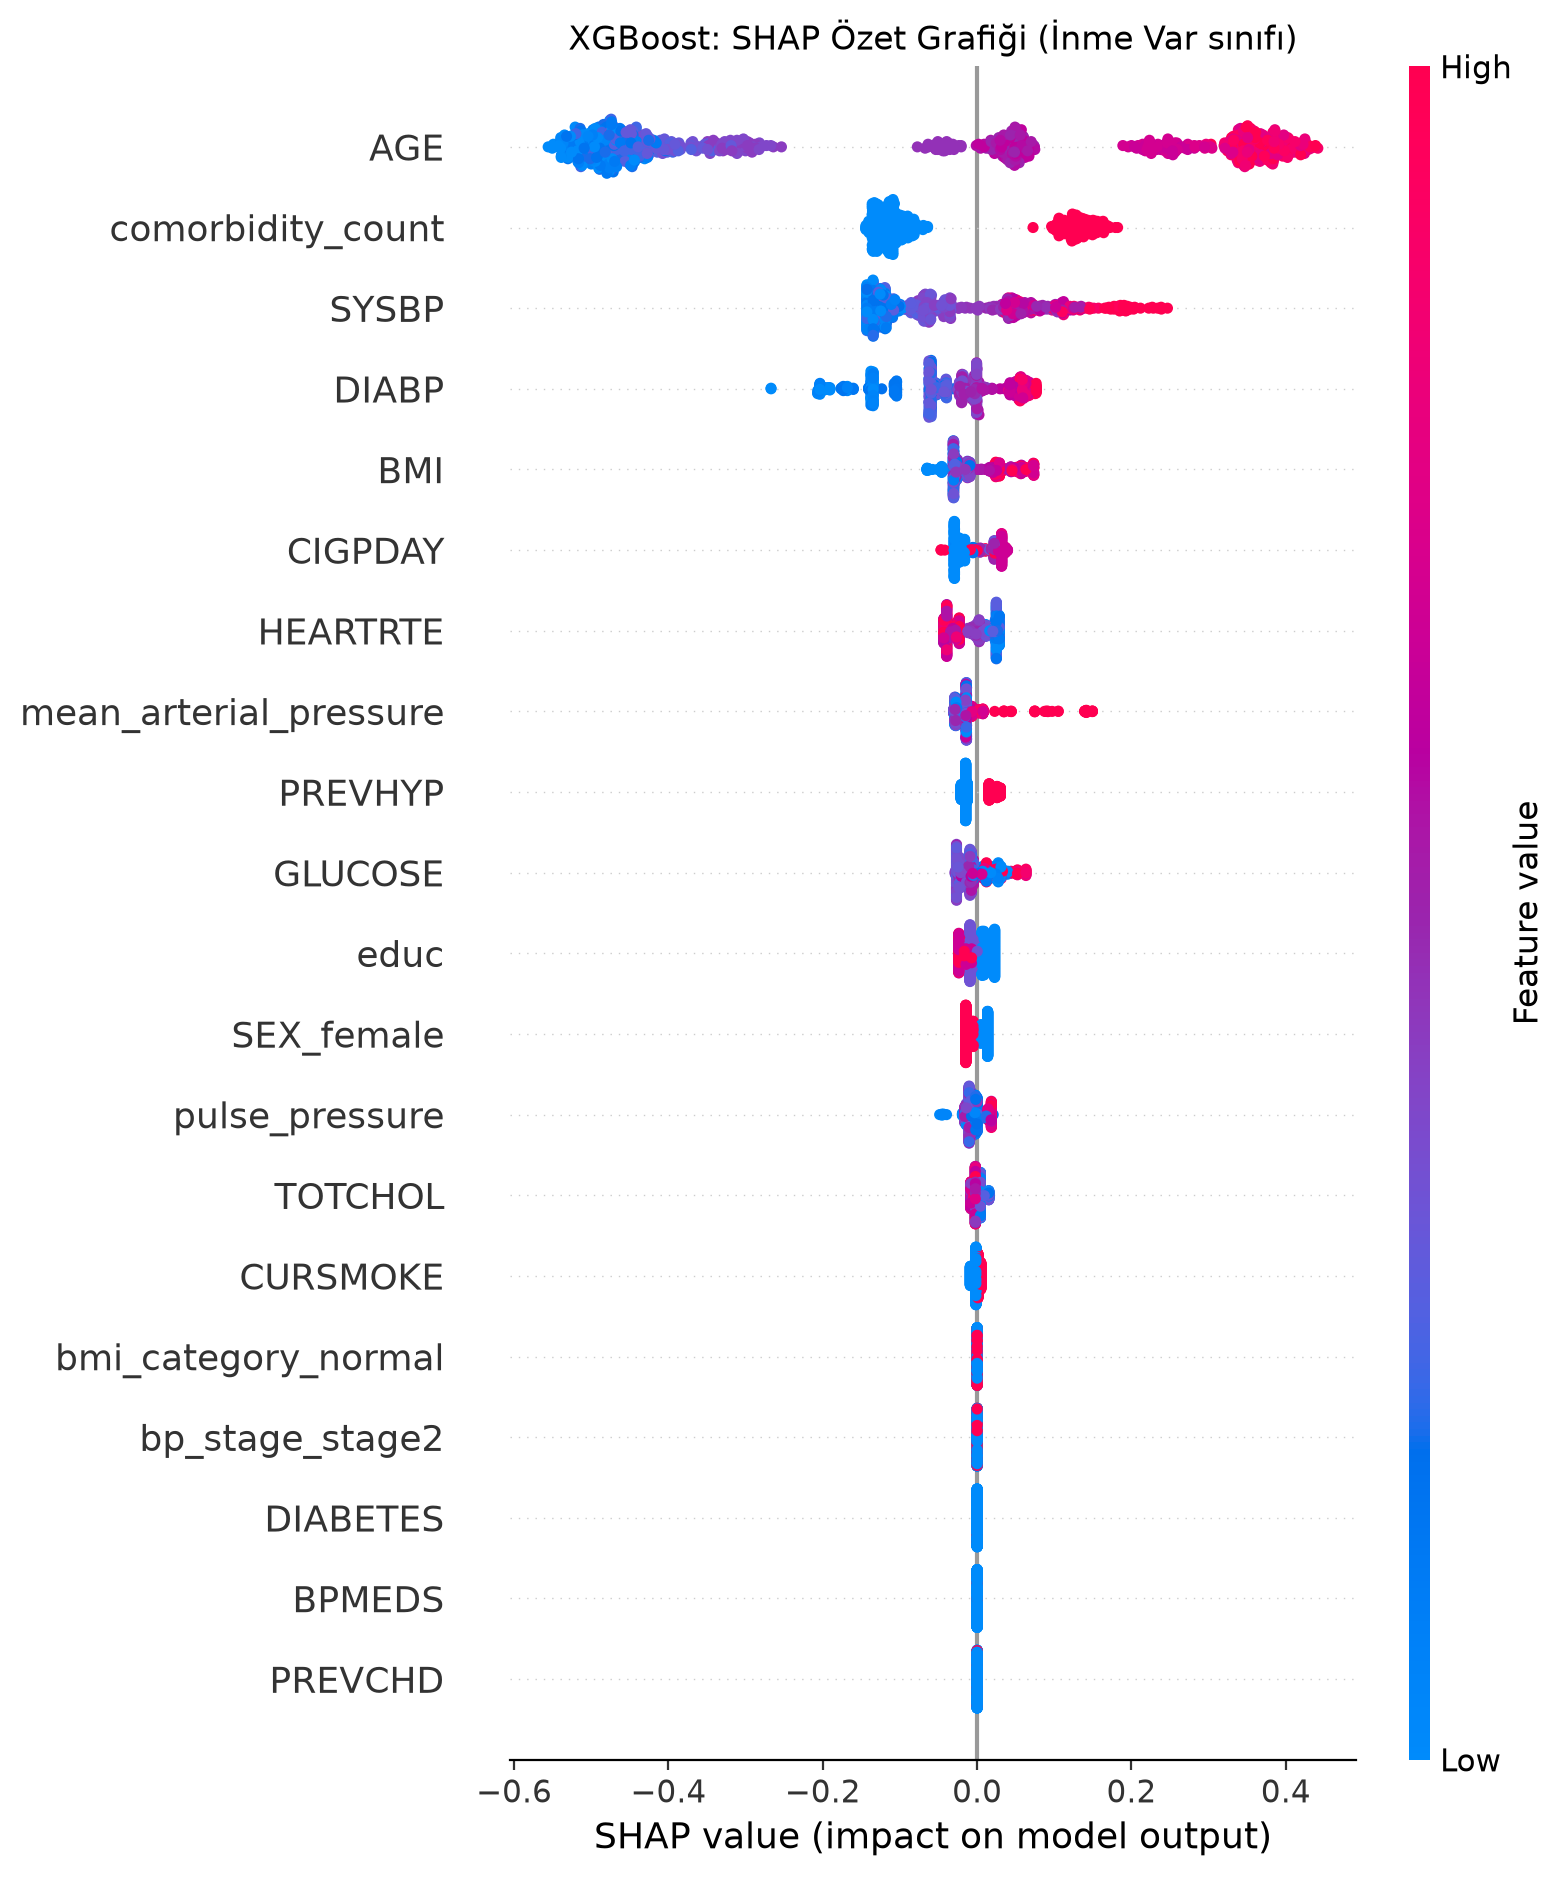 XGBoost: SHAP Özet Grafiği (İnme Var sınıfı)
High
AGE
comorbidity_count
SYSBP
DIABP
BMI
CIGPDAY
HEARTRTE
mean_arterial_pressure
PREVHYP
GLUCOSE
educ
SEX_female
pulse_pressure
TOTCHOL
CURSMOKE
bmi_category_normal
bp_stage_stage2
DIABETES
BPMEDS
PREVCHD
Feature value
Low
−0.6 −0.4 −0.2 0.0 0.2 0.4
SHAP value (impact on model output)